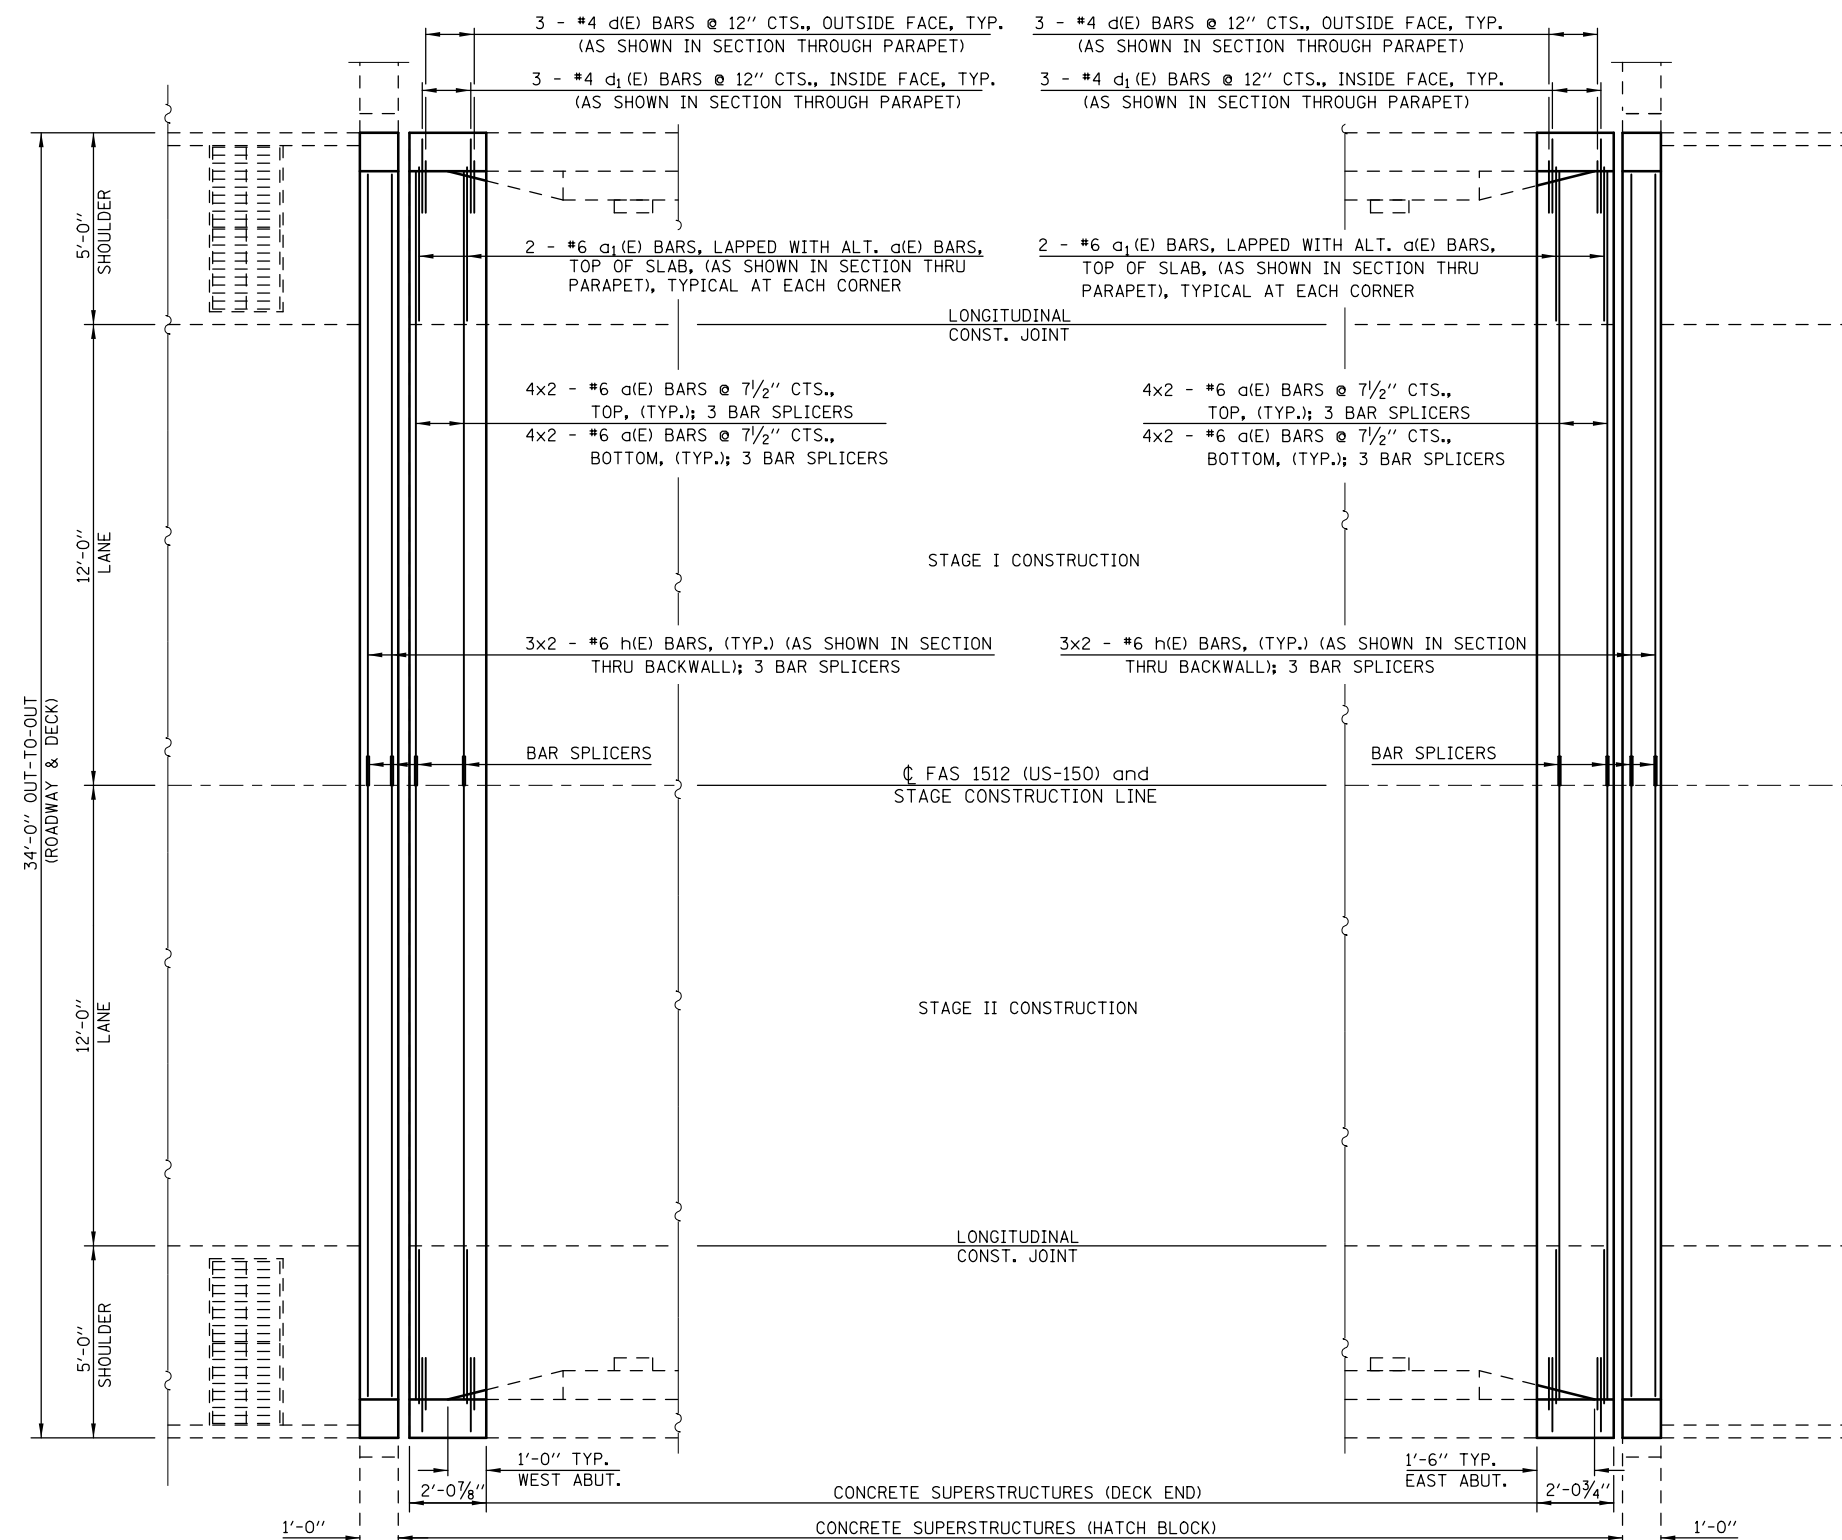 3 - #4 d(E) BARS @ 12" CTS., OUTSIDE FACE, TYP.
(AS SHOWN IN SECTION THROUGH PARAPET)
3 - #4 d(E) BARS @ 12" CTS., OUTSIDE FACE, TYP.
(AS SHOWN IN SECTION THROUGH PARAPET)
3 - #4 d₁(E) BARS @ 12" CTS., INSIDE FACE, TYP.
(AS SHOWN IN SECTION THROUGH PARAPET)
3 - #4 d₁(E) BARS @ 12" CTS., INSIDE FACE, TYP.
(AS SHOWN IN SECTION THROUGH PARAPET)
5'-0"
SHOULDER
2 - #6 a₁(E) BARS, LAPPED WITH ALT. a(E) BARS,
TOP OF SLAB, (AS SHOWN IN SECTION THRU
PARAPET), TYPICAL AT EACH CORNER
2 - #6 a₁(E) BARS, LAPPED WITH ALT. a(E) BARS,
TOP OF SLAB, (AS SHOWN IN SECTION THRU
PARAPET), TYPICAL AT EACH CORNER
LONGITUDINAL
CONST. JOINT
4x2 - #6 a(E) BARS @ 7½" CTS.,
TOP, (TYP.); 3 BAR SPLICERS
4x2 - #6 a(E) BARS @ 7½" CTS.,
BOTTOM, (TYP.); 3 BAR SPLICERS
4x2 - #6 a(E) BARS @ 7½" CTS.,
TOP, (TYP.); 3 BAR SPLICERS
4x2 - #6 a(E) BARS @ 7½" CTS.,
BOTTOM, (TYP.); 3 BAR SPLICERS
12'-0"
LANE
STAGE I CONSTRUCTION
3x2 - #6 h(E) BARS, (TYP.) (AS SHOWN IN SECTION
THRU BACKWALL); 3 BAR SPLICERS
3x2 - #6 h(E) BARS, (TYP.) (AS SHOWN IN SECTION
THRU BACKWALL); 3 BAR SPLICERS
34'-0" OUT-TO-OUT
(ROADWAY & DECK)
BAR SPLICERS
BAR SPLICERS
℄ FAS 1512 (US-150) and
STAGE CONSTRUCTION LINE
12'-0"
LANE
STAGE II CONSTRUCTION
LONGITUDINAL
CONST. JOINT
5'-0"
SHOULDER
1'-0" TYP.
WEST ABUT.
1'-6" TYP.
EAST ABUT.
2'-0⅞"
CONCRETE SUPERSTRUCTURES (DECK END)
2'-0¾"
1'-0"
CONCRETE SUPERSTRUCTURES (HATCH BLOCK)
1'-0"